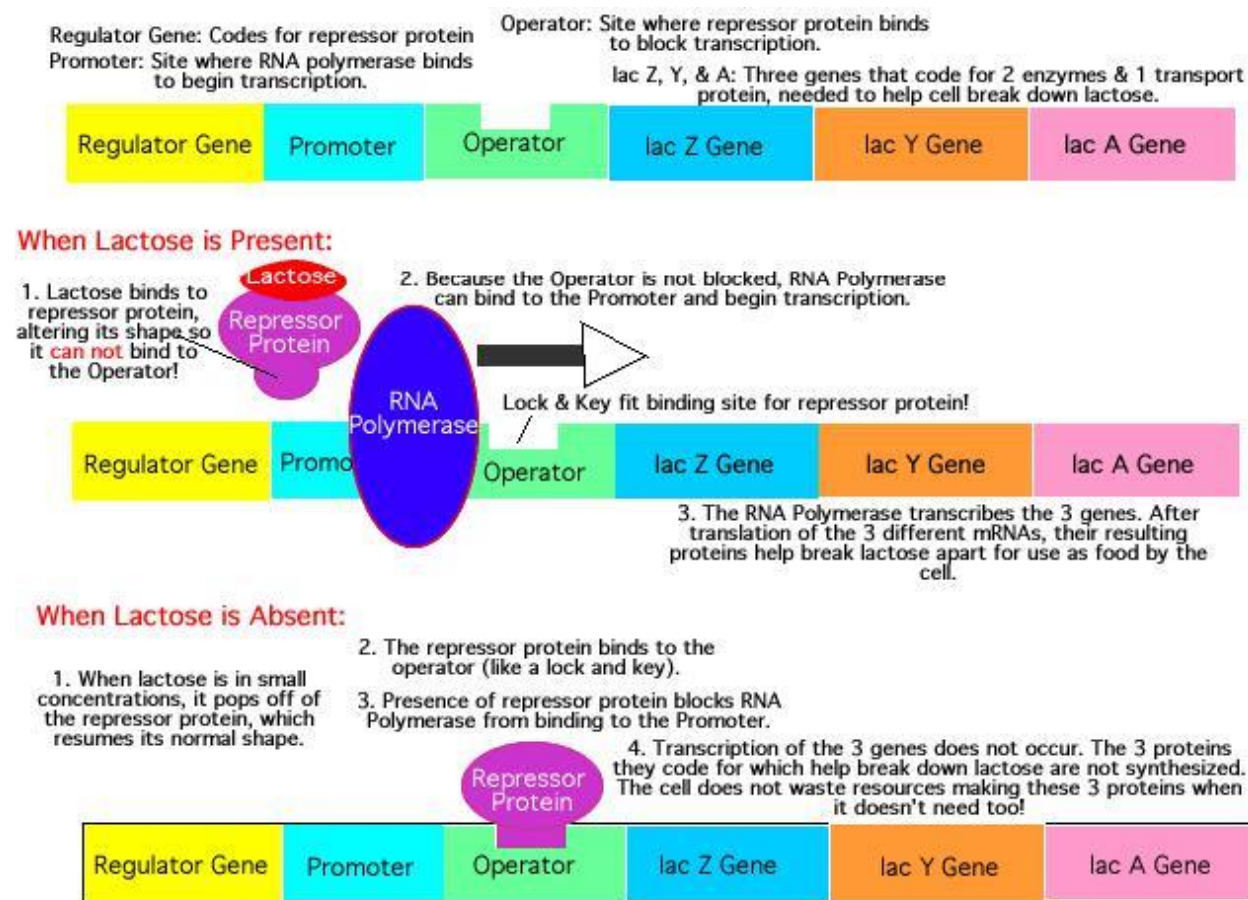 Regulator Gene: Codes for repressor protein
Promoter: Site where RNA polymerase binds
to begin transcription.
Operator: Site where repressor protein binds
to block transcription.
lac Z, Y, & A: Three genes that code for 2 enzymes & 1 transport
protein, needed to help cell break down lactose.
Regulator Gene
Promoter
Operator
lac Z Gene
lac Y Gene
lac A Gene
When Lactose is Present:
1. Lactose binds to
repressor protein,
altering its shape so
it can not bind to
the Operator!
Lactose
Repressor
Protein
2. Because the Operator is not blocked, RNA Polymerase
can bind to the Promoter and begin transcription.
RNA
Polymerase
Lock & Key fit binding site for repressor protein!
Regulator Gene
Promo
Operator
lac Z Gene
lac Y Gene
lac A Gene
3. The RNA Polymerase transcribes the 3 genes. After
translation of the 3 different mRNAs, their resulting
proteins help break lactose apart for use as food by the
cell.
When Lactose is Absent:
1. When lactose is in small
concentrations, it pops off of
the repressor protein, which
resumes its normal shape.
2. The repressor protein binds to the
operator (like a lock and key).
3. Presence of repressor protein blocks RNA
Polymerase from binding to the Promoter.
4. Transcription of the 3 genes does not occur. The 3 proteins
they code for which help break down lactose are not synthesized.
The cell does not waste resources making these 3 proteins when
it doesn't need too!
Repressor
Protein
Regulator Gene
Promoter
Operator
lac Z Gene
lac Y Gene
lac A Gene